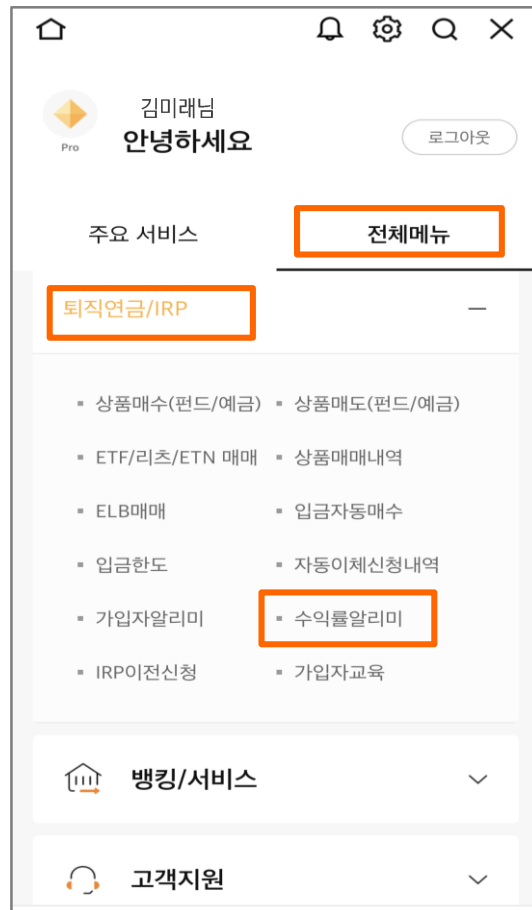 김미래님
Pro
안녕하세요
로그아웃
주요 서비스
전체메뉴
퇴직연금/IRP
상품매수(펀드/예금)
상품매도(펀드/예금)
ETF/리츠/ETN 매매
상품매매내역
ELB매매
입금자동매수
입금한도
자동이체신청내역
가입자알리미
수익률알리미
IRP이전신청
가입자교육
뱅킹/서비스
고객지원